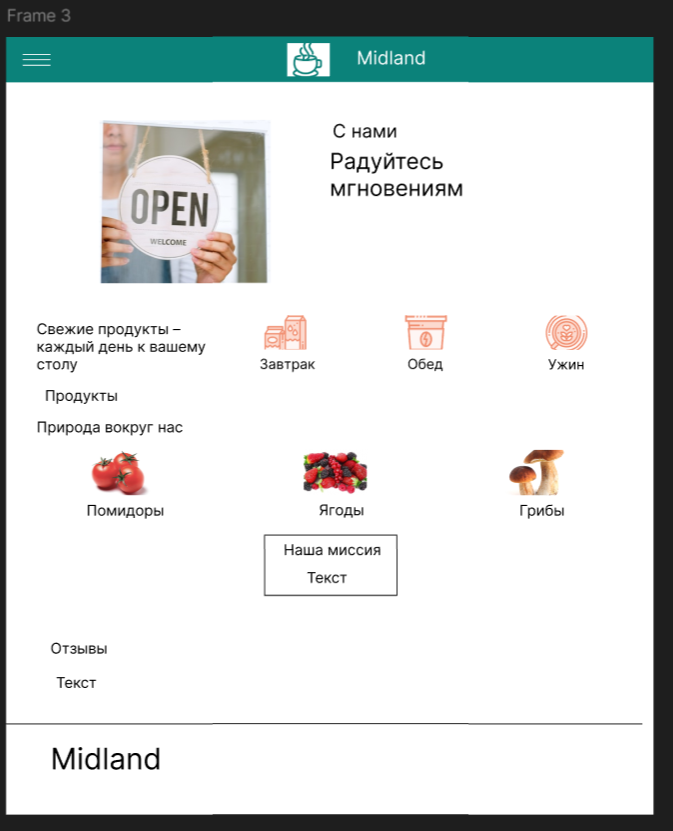 Frame 3
Midland
С нами
Радуйтесь
мгновениям
OPEN
WELCOME
Свежие продукты –
каждый день к вашему
столу
Завтрак
Обед
Ужин
Продукты
Природа вокруг нас
Помидоры
Ягоды
Грибы
Наша миссия
Текст
Отзывы
Текст
Midland